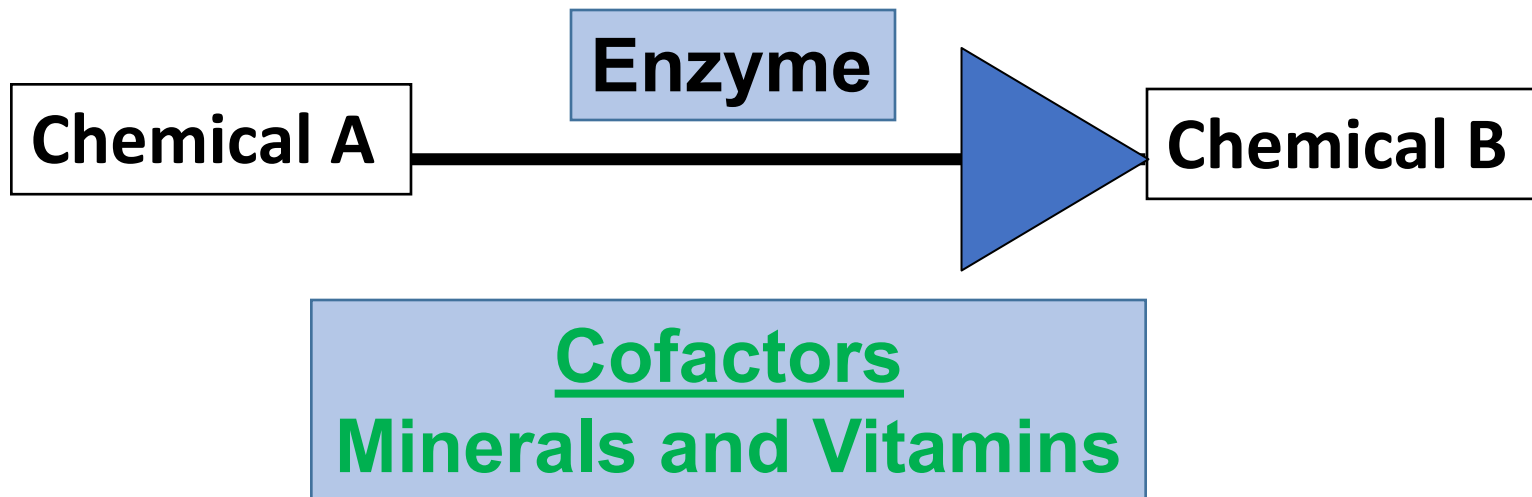 Enzyme
Chemical A
Chemical B
Cofactors
Minerals and Vitamins